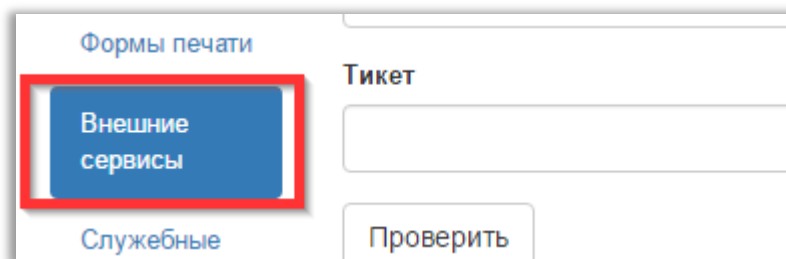 Формы печати
Внешние
сервисы
Служебные
Тикет
Проверить